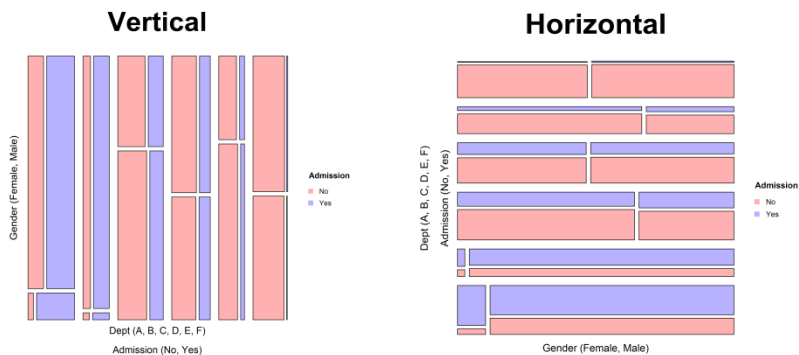 Vertical
Gender (Female, Male)
Dept (A, B, C, D, E, F)
Admission (No, Yes)
Admission
No
Yes
Horizontal
Dept (A, B, C, D, E, F)
Admission (No, Yes)
Gender (Female, Male)
Admission
No
Yes